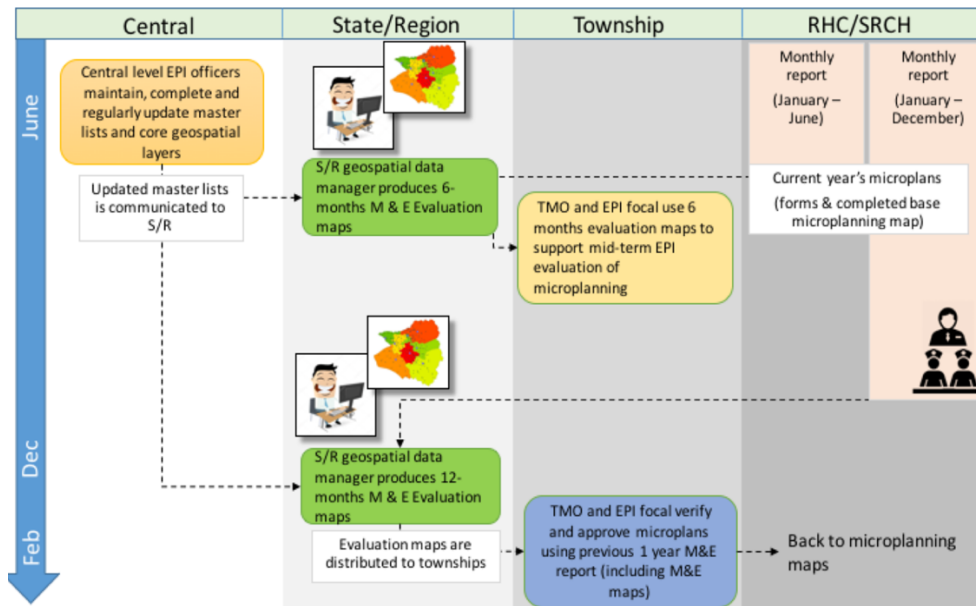 Central
State/Region
Township
RHC/SRCH
June
Dec
Feb
Central level EPI officers
maintain, complete and
regularly update master
lists and core geospatial
layers
Updated master lists
is communicated to
S/R
S/R geospatial data
manager produces 6-
months M & E Evaluation
maps
TMO and EPI focal use 6
months evaluation maps to
support mid-term EPI
evaluation of
microplanning
Monthly
report
(January –
June)
Monthly
report
(January –
December)
Current year's microplans
(forms & completed base
microplanning map)
S/R geospatial data
manager produces 12-
months M & E Evaluation
maps
Evaluation maps are
distributed to townships
TMO and EPI focal verify
and approve microplans
using previous 1 year M&E
report (including M&E
maps)
Back to microplanning
maps